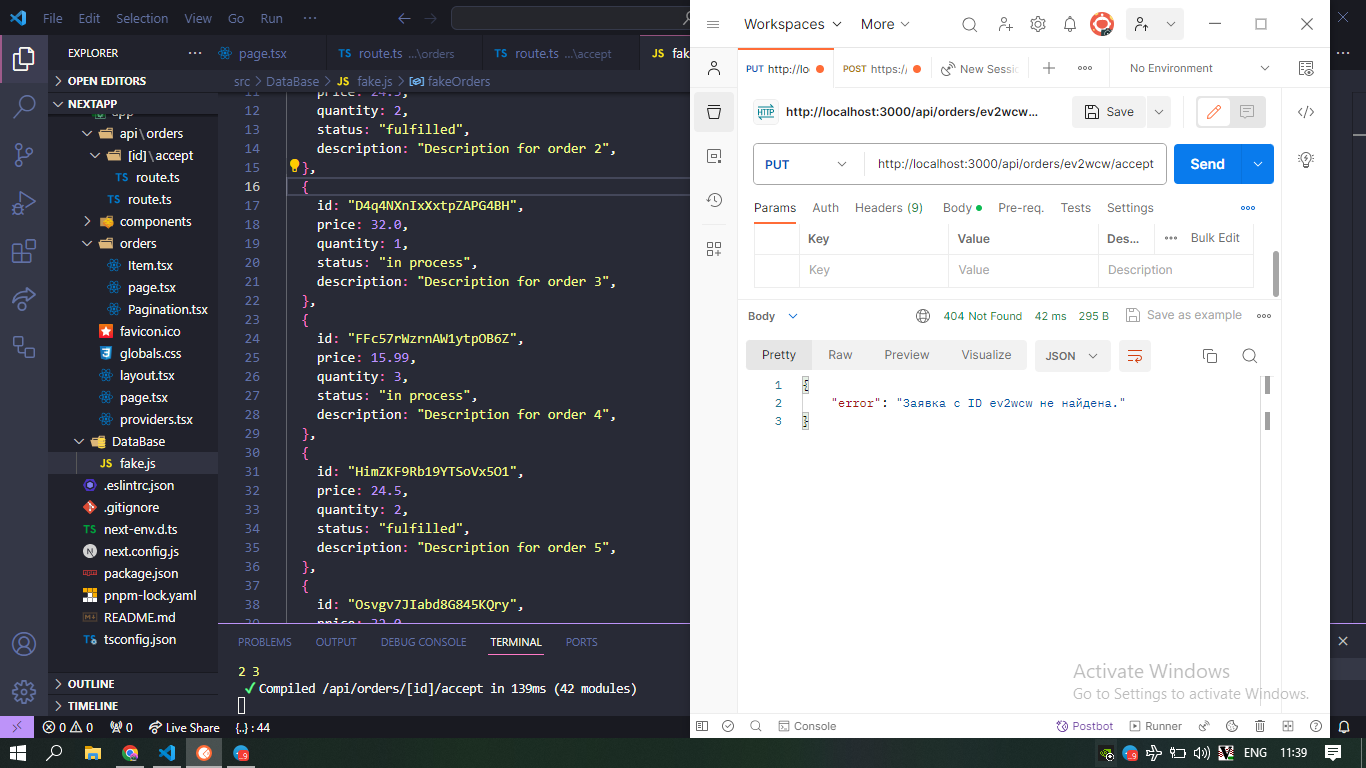 File Edit Selection View Go Run ···
EXPLORER ···
OPEN EDITORS
NEXTAPP
app
api\orders
[id]\accept
TS route.ts
TS route.ts
components
orders
Item.tsx
page.tsx
Pagination.tsx
favicon.ico
globals.css
layout.tsx
page.tsx
providers.tsx
DataBase
JS fake.js
.eslintrc.json
.gitignore
TS next-env.d.ts
N next.config.js
package.json
pnpm-lock.yaml
README.md
tsconfig.json
OUTLINE
TIMELINE
page.tsx TS route.ts ...\orders TS route.ts ...\accept JS fak
src > DataBase > JS fake.js > fakeOrders
11 price: 24.5,
12 quantity: 2,
13 status: "fulfilled",
14 description: "Description for order 2",
15 },
16 {
17 id: "D4q4NXnIxXxtpZAPG4BH",
18 price: 32.0,
19 quantity: 1,
20 status: "in process",
21 description: "Description for order 3",
22 },
23 {
24 id: "FFc57rWzrnAW1ytpOB6Z",
25 price: 15.99,
26 quantity: 3,
27 status: "in process",
28 description: "Description for order 4",
29 },
30 {
31 id: "HimZKF9Rb19YTSoVx5O1",
32 price: 24.5,
33 quantity: 2,
34 status: "fulfilled",
35 description: "Description for order 5",
36 },
37 {
38 id: "Osvgv7JIabd8G845KQry",
39 price: 32.0
PROBLEMS OUTPUT DEBUG CONSOLE TERMINAL PORTS
2 3
✓ Compiled /api/orders/[id]/accept in 139ms (42 modules)
0 0 0 Live Share {..} : 44
Workspaces More
PUT http://lo POST https:/ New Sessi + ··· No Environment
HTTP http://localhost:3000/api/orders/ev2wcw... Save
PUT http://localhost:3000/api/orders/ev2wcw/accept Send
Params Auth Headers (9) Body Pre-req. Tests Settings ···
Key Value Des... ··· Bulk Edit
Key Value Description
Body 404 Not Found 42 ms 295 B Save as example ···
Pretty Raw Preview Visualize JSON
1 {
2 "error": "Заявка с ID ev2wcw не найдена."
3 }
Activate Windows
Go to Settings to activate Windows.
Console Postbot Runner
ENG 11:39